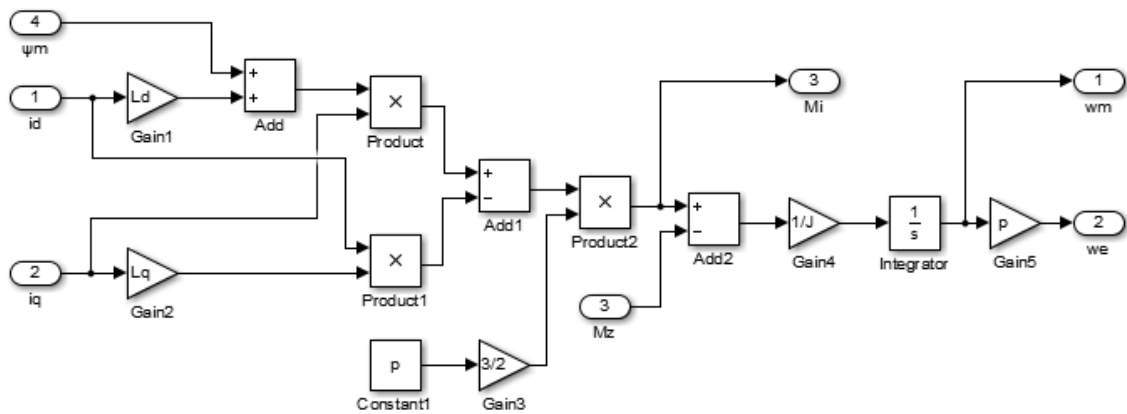 4
ψm
1
id
Ld
Gain1
+
+
Add
×
Product
2
iq
Lq
Gain2
×
Product1
p
Constant1
3/2
Gain3
+
−
Add1
×
Product2
3
Mi
3
Mz
+
−
Add2
1/J
Gain4
1
s
Integrator
p
Gain5
1
wm
2
we